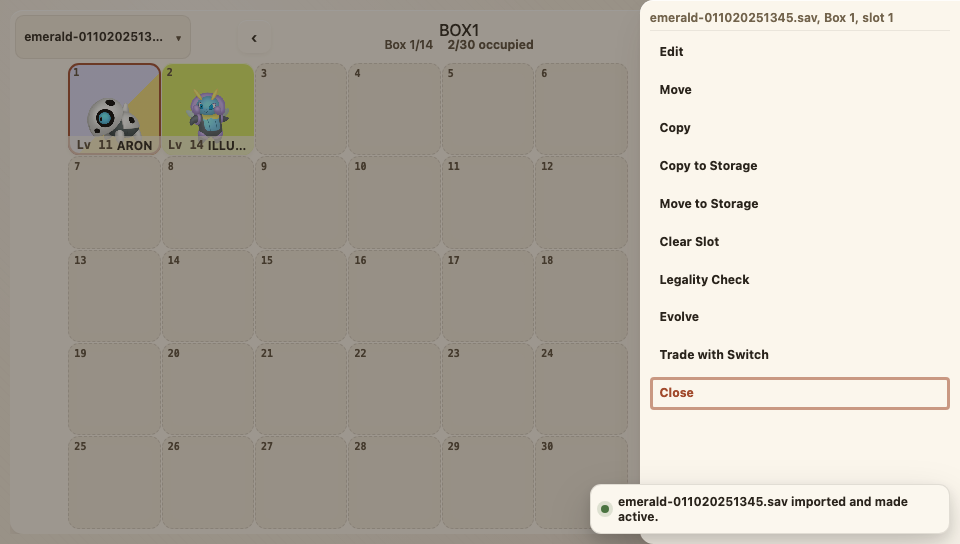 emerald-0110202513...
‹
BOX1
Box 1/14 2/30 occupied
1
2
3
4
5
6
Lv 11 ARON
Lv 14 ILLU...
7
8
9
10
11
12
13
14
15
16
17
18
19
20
21
22
23
24
25
26
27
28
29
30
emerald-011020251345.sav, Box 1, slot 1
Edit
Move
Copy
Copy to Storage
Move to Storage
Clear Slot
Legality Check
Evolve
Trade with Switch
Close
emerald-011020251345.sav imported and made
active.